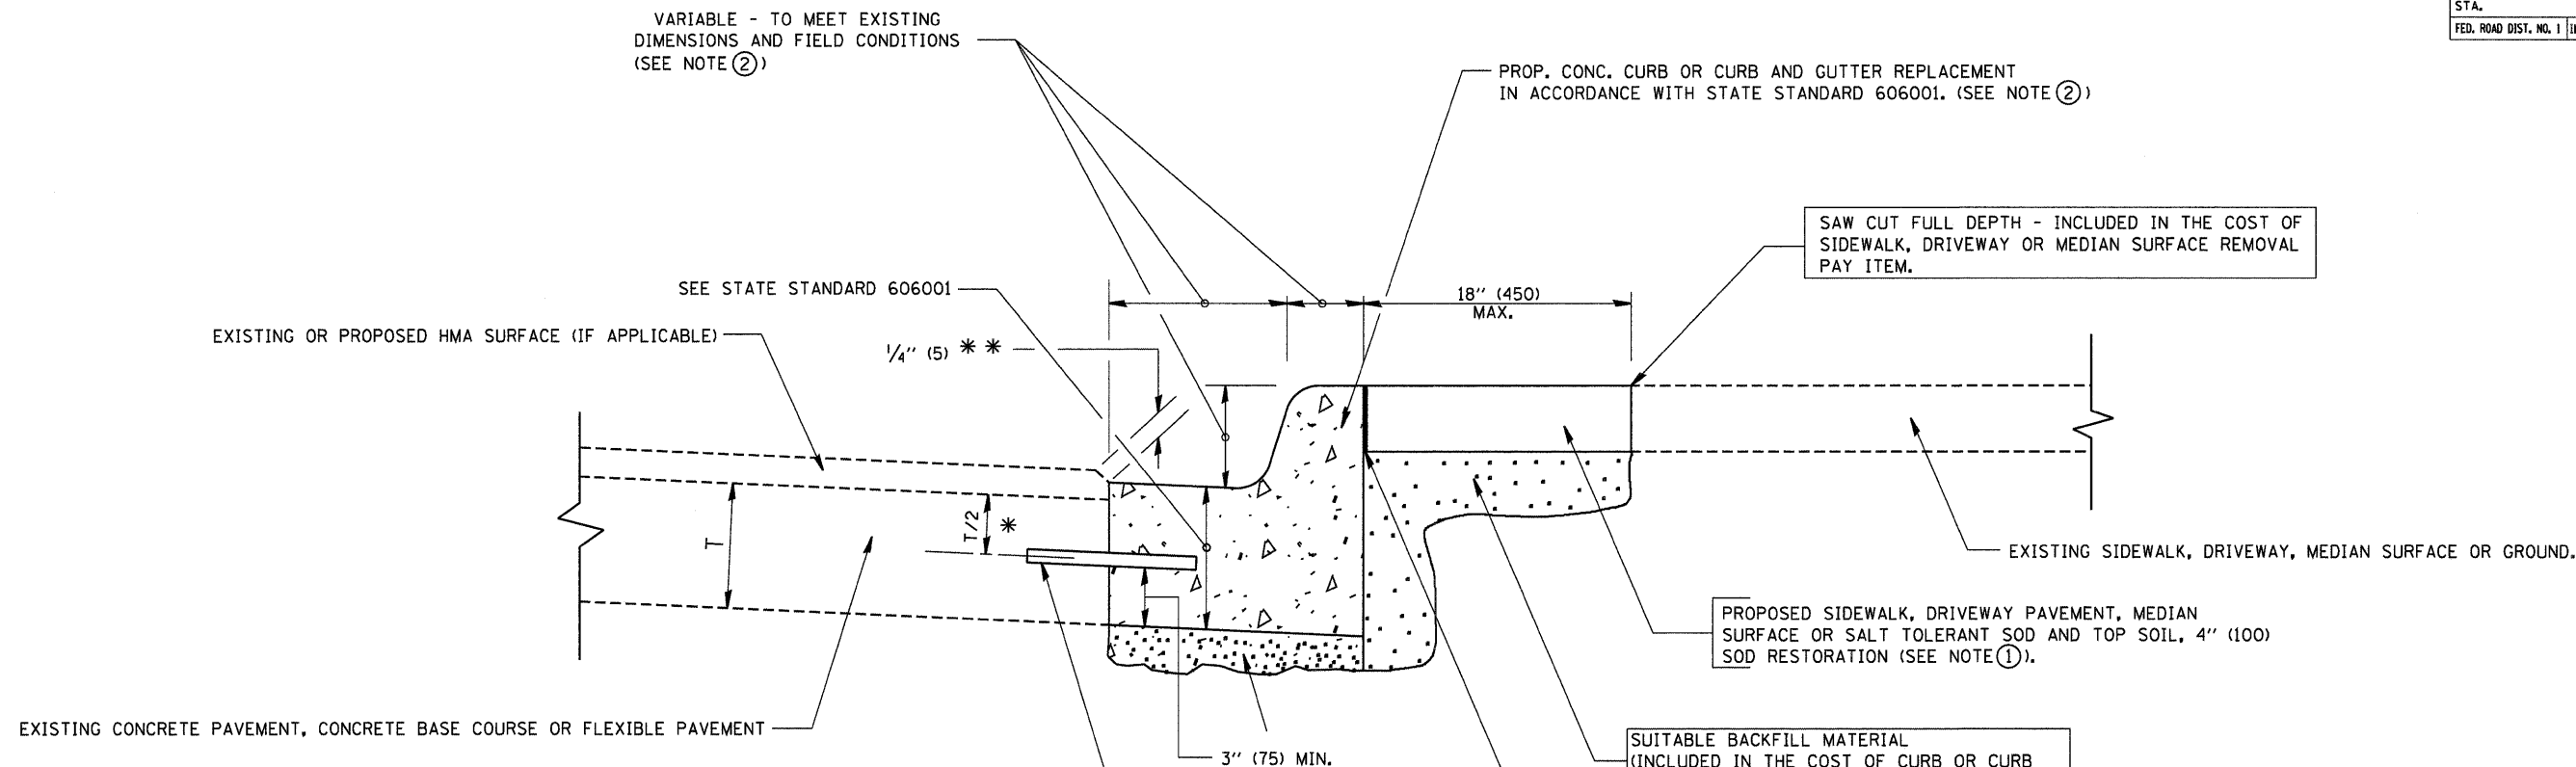 VARIABLE - TO MEET EXISTING
DIMENSIONS AND FIELD CONDITIONS
(SEE NOTE ②)
STA.
FED. ROAD DIST. NO. 1
PROP. CONC. CURB OR CURB AND GUTTER REPLACEMENT
IN ACCORDANCE WITH STATE STANDARD 606001. (SEE NOTE ②)
SAW CUT FULL DEPTH - INCLUDED IN THE COST OF
SIDEWALK, DRIVEWAY OR MEDIAN SURFACE REMOVAL
PAY ITEM.
SEE STATE STANDARD 606001
18" (450)
MAX.
EXISTING OR PROPOSED HMA SURFACE (IF APPLICABLE)
1/4" (5) * *
T/2 *
T
EXISTING SIDEWALK, DRIVEWAY, MEDIAN SURFACE OR GROUND.
PROPOSED SIDEWALK, DRIVEWAY PAVEMENT, MEDIAN
SURFACE OR SALT TOLERANT SOD AND TOP SOIL, 4" (100)
SOD RESTORATION (SEE NOTE ①).
EXISTING CONCRETE PAVEMENT, CONCRETE BASE COURSE OR FLEXIBLE PAVEMENT
3" (75) MIN.
SUITABLE BACKFILL MATERIAL
(INCLUDED IN THE COST OF CURB OR CURB